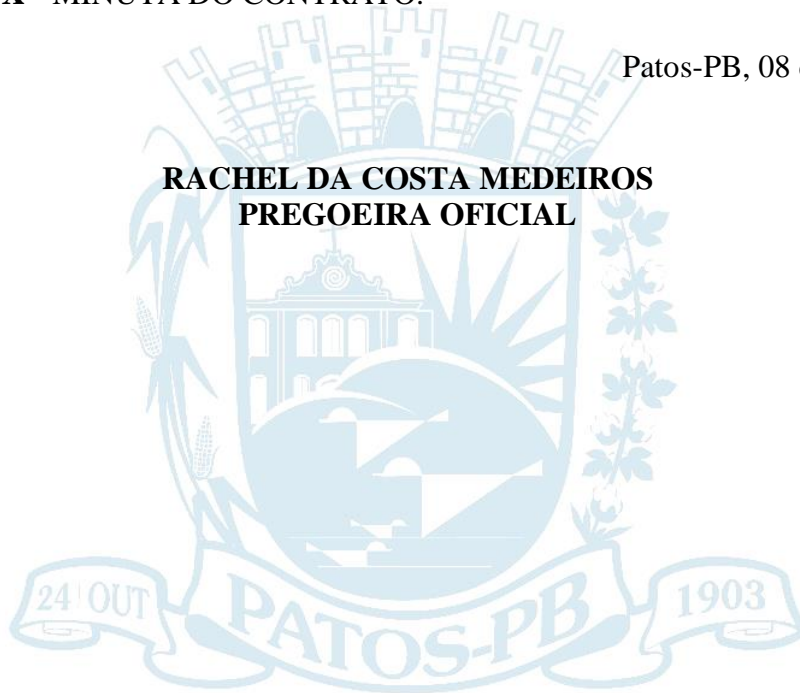 MINUTA DO CONTRATO.
Patos-PB, 08
RACHEL DA COSTA MEDEIROS
PREGOEIRA OFICIAL
24 OUT
PATOS-PB
1903